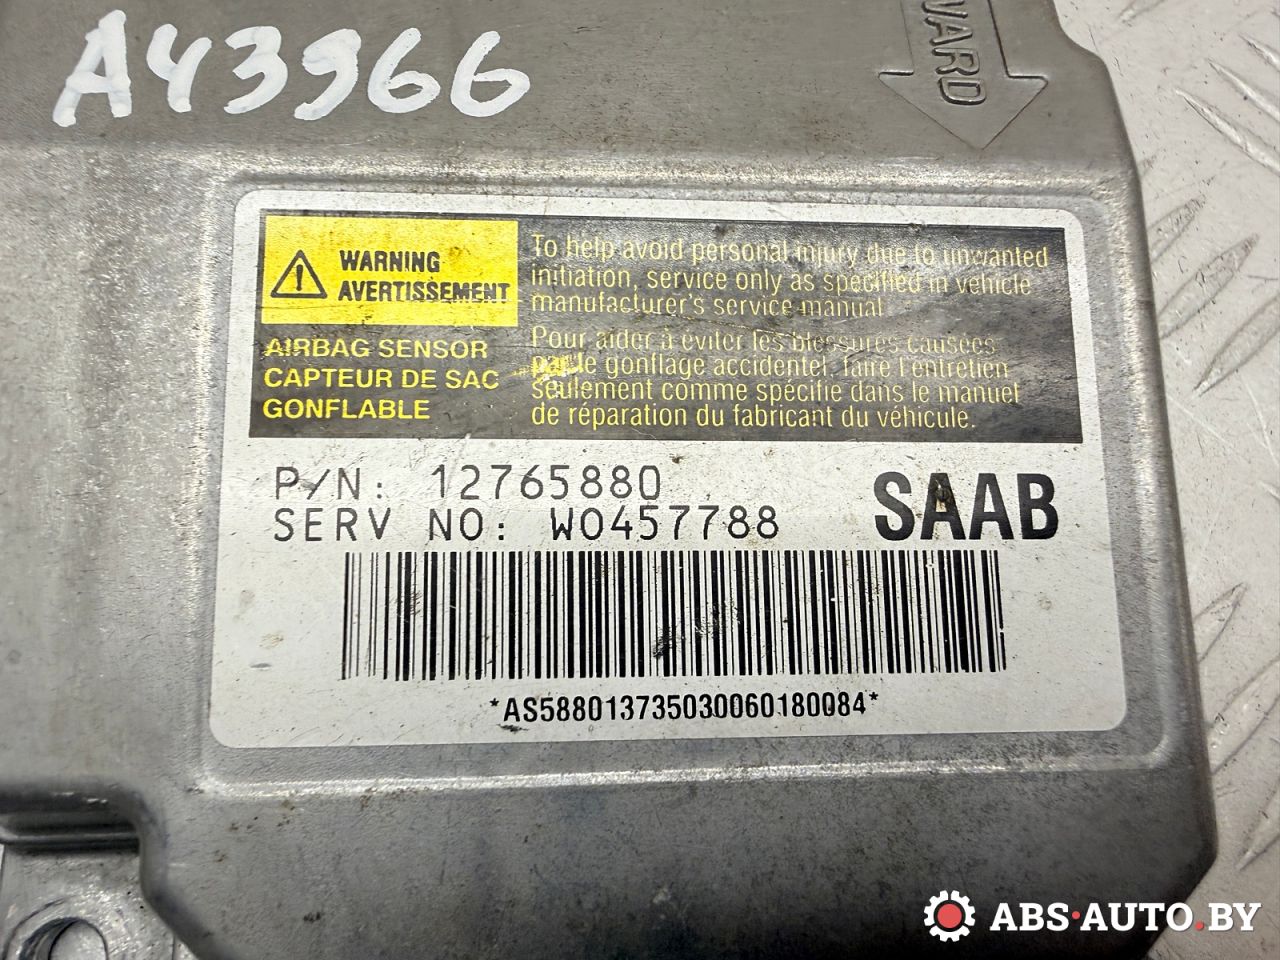 A43966
WARD
WARNING
AVERTISSEMENT
AIRBAG SENSOR
CAPTEUR DE SAC
GONFLABLE
To help avoid personal injury due to unwanted
initiation, service only as specified in vehicle
manufacturer's service manual
Pour aider à éviter les blessures causées
par le gonflage accidentel, faire l'entretien
seulement comme spécifié dans le manuel
de réparation du fabricant du véhicule.
P/N: 12765880
SERV NO: W0457788
SAAB
*AS588013735030060180084*
ABS·AUTO.BY